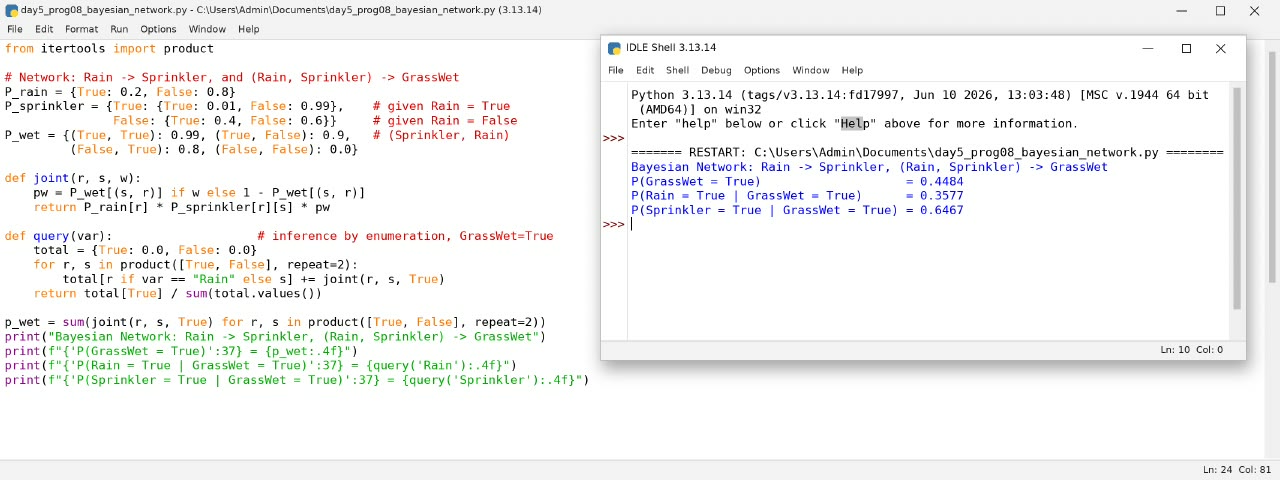 day5_prog08_bayesian_network.py - C:\Users\Admin\Documents\day5_prog08_bayesian_network.py (3.13.14)
File Edit Format Run Options Window Help
from itertools import product

# Network: Rain -> Sprinkler, and (Rain, Sprinkler) -> GrassWet
P_rain = {True: 0.2, False: 0.8}
P_sprinkler = {True: {True: 0.01, False: 0.99},    # given Rain = True
               False: {True: 0.4, False: 0.6}}     # given Rain = False
P_wet = {(True, True): 0.99, (True, False): 0.9,   # (Sprinkler, Rain)
         (False, True): 0.8, (False, False): 0.0}

def joint(r, s, w):
    pw = P_wet[(s, r)] if w else 1 - P_wet[(s, r)]
    return P_rain[r] * P_sprinkler[r][s] * pw

def query(var):                    # inference by enumeration, GrassWet=True
    total = {True: 0.0, False: 0.0}
    for r, s in product([True, False], repeat=2):
        total[r if var == "Rain" else s] += joint(r, s, True)
    return total[True] / sum(total.values())

p_wet = sum(joint(r, s, True) for r, s in product([True, False], repeat=2))
print("Bayesian Network: Rain -> Sprinkler, (Rain, Sprinkler) -> GrassWet")
print(f"{'P(GrassWet = True)':37} = {p_wet:.4f}")
print(f"{'P(Rain = True | GrassWet = True)':37} = {query('Rain'):.4f}")
print(f"{'P(Sprinkler = True | GrassWet = True)':37} = {query('Sprinkler'):.4f}")
Ln: 24 Col: 81
IDLE Shell 3.13.14
File Edit Shell Debug Options Window Help
Python 3.13.14 (tags/v3.13.14:fd17997, Jun 10 2026, 13:03:48) [MSC v.1944 64 bit
 (AMD64)] on win32
Enter "help" below or click "Help" above for more information.
>>>
======= RESTART: C:\Users\Admin\Documents\day5_prog08_bayesian_network.py ========
Bayesian Network: Rain -> Sprinkler, (Rain, Sprinkler) -> GrassWet
P(GrassWet = True)                    = 0.4484
P(Rain = True | GrassWet = True)      = 0.3577
P(Sprinkler = True | GrassWet = True) = 0.6467
>>>
Ln: 10 Col: 0